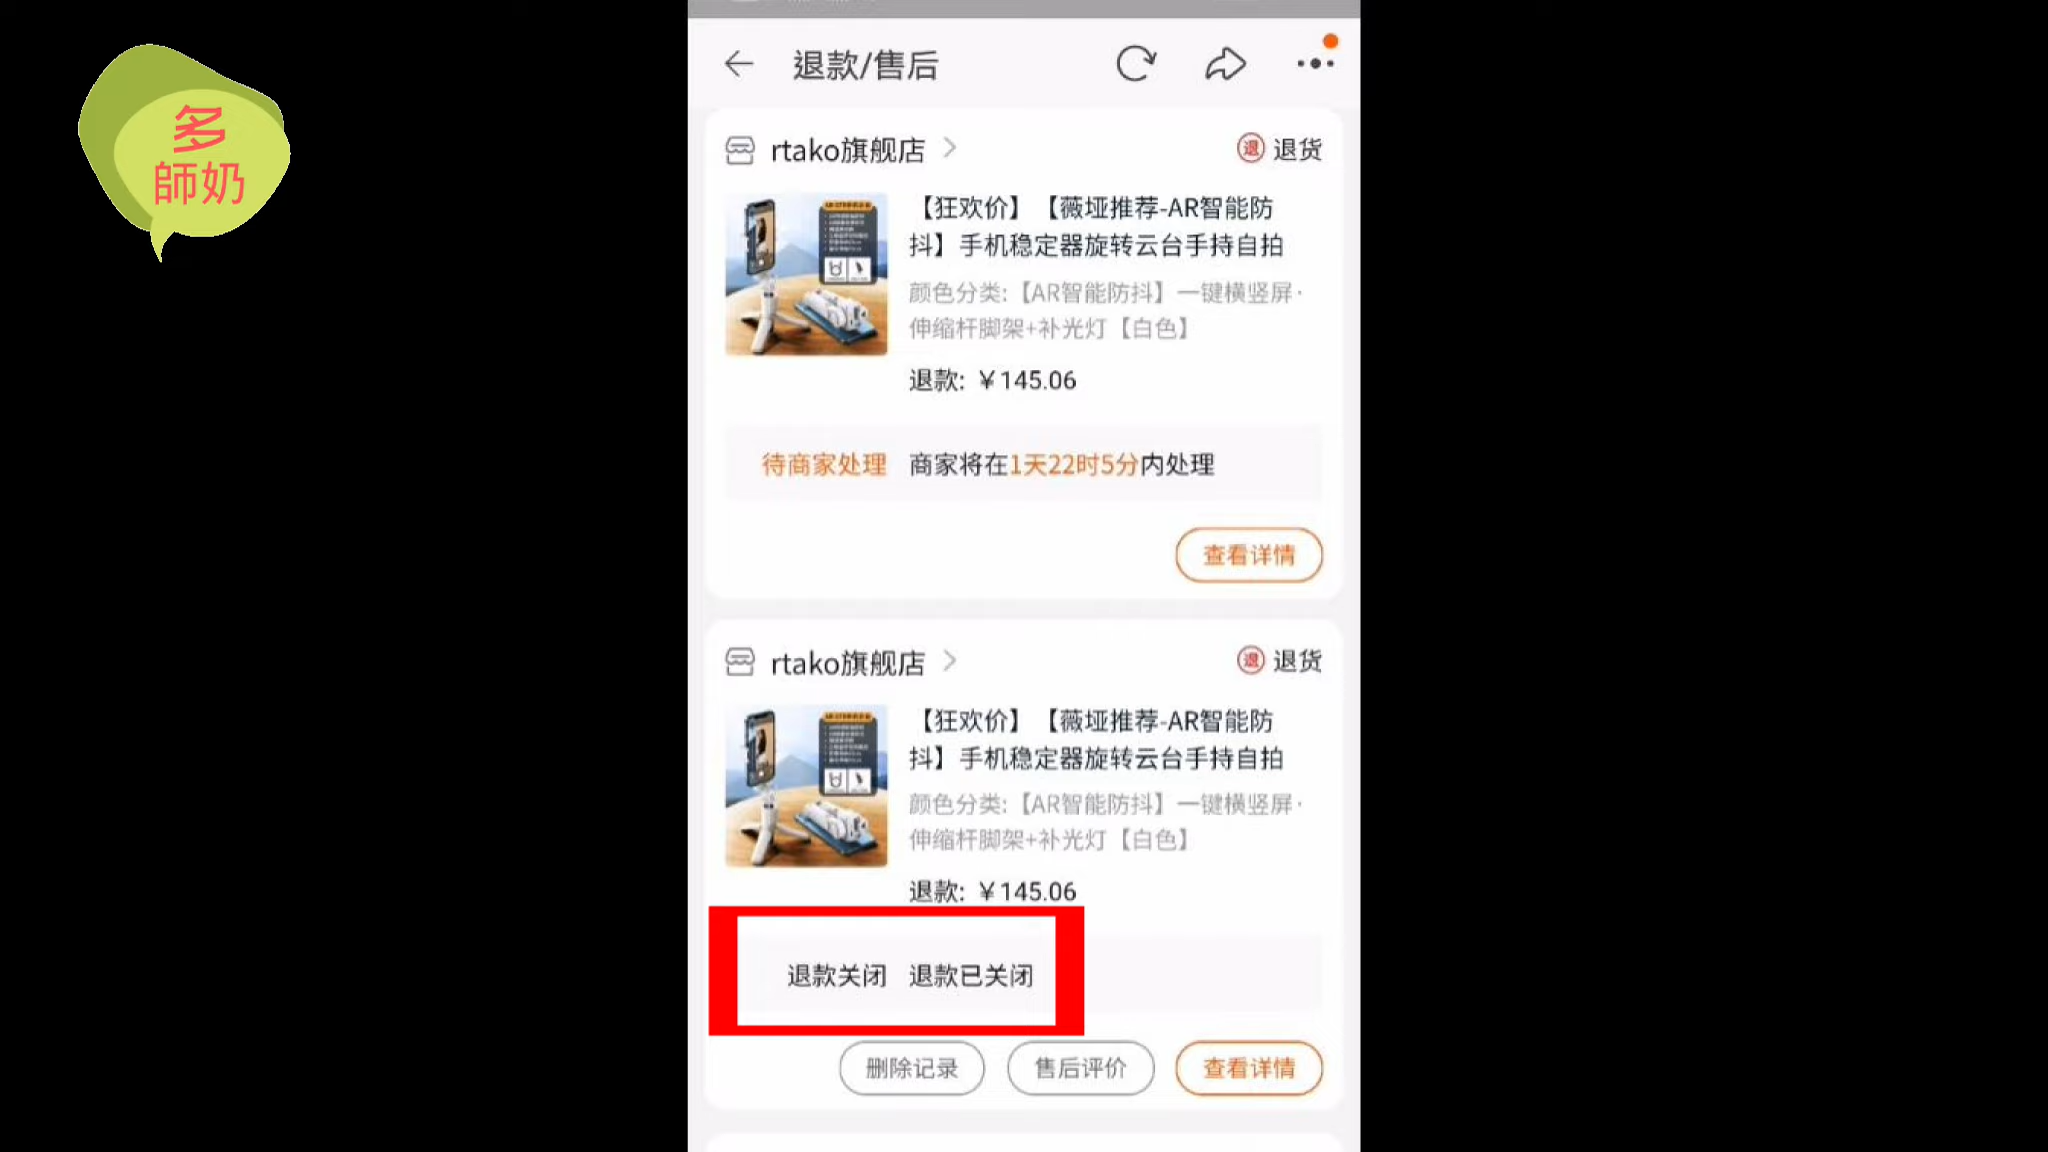 多
師奶
退款/售后
rtako旗舰店
退 退货
【狂欢价】【薇垭推荐-AR智能防
抖】手机稳定器旋转云台手持自拍
颜色分类:【AR智能防抖】一键横竖屏·
伸缩杆脚架+补光灯【白色】
退款: ￥145.06
待商家处理 商家将在1天22时5分内处理
查看详情
rtako旗舰店
退 退货
【狂欢价】【薇垭推荐-AR智能防
抖】手机稳定器旋转云台手持自拍
颜色分类:【AR智能防抖】一键横竖屏·
伸缩杆脚架+补光灯【白色】
退款: ￥145.06
退款关闭 退款已关闭
删除记录 售后评价 查看详情